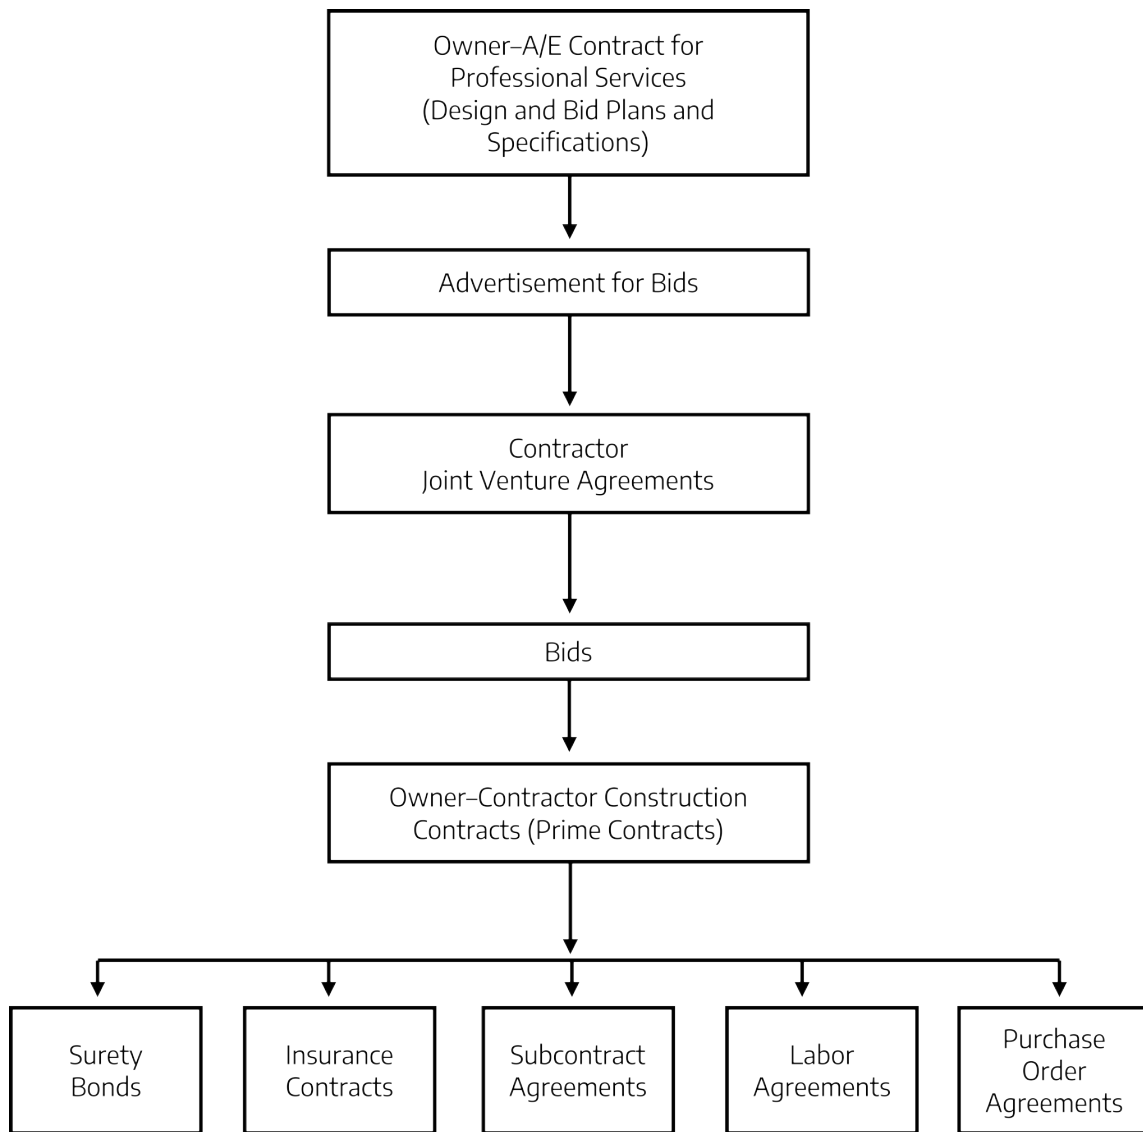 Owner–A/E Contract for
Professional Services
(Design and Bid Plans and
Specifications)
Advertisement for Bids
Contractor
Joint Venture Agreements
Bids
Owner–Contractor Construction
Contracts (Prime Contracts)
Surety
Bonds
Insurance
Contracts
Subcontract
Agreements
Labor
Agreements
Purchase
Order
Agreements